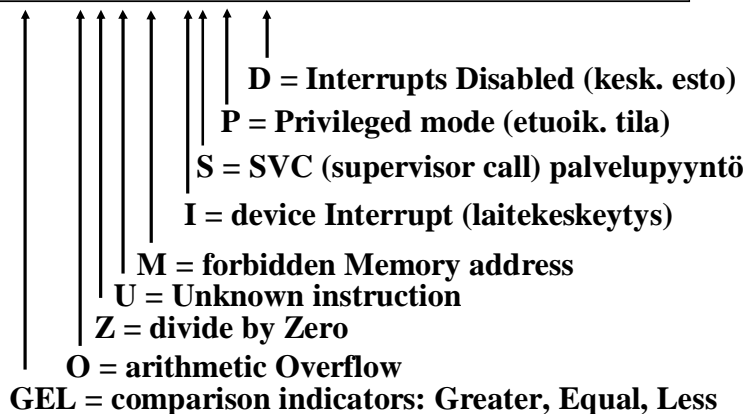 D = Interrupts Disabled (kesk. esto)
P = Privileged mode (etuoik. tila)
S = SVC (supervisor call) palvelupyyntö
I = device Interrupt (laitekeskeytys)
M = forbidden Memory address
U = Unknown instruction
Z = divide by Zero
O = arithmetic Overflow
GEL = comparison indicators: Greater, Equal, Less